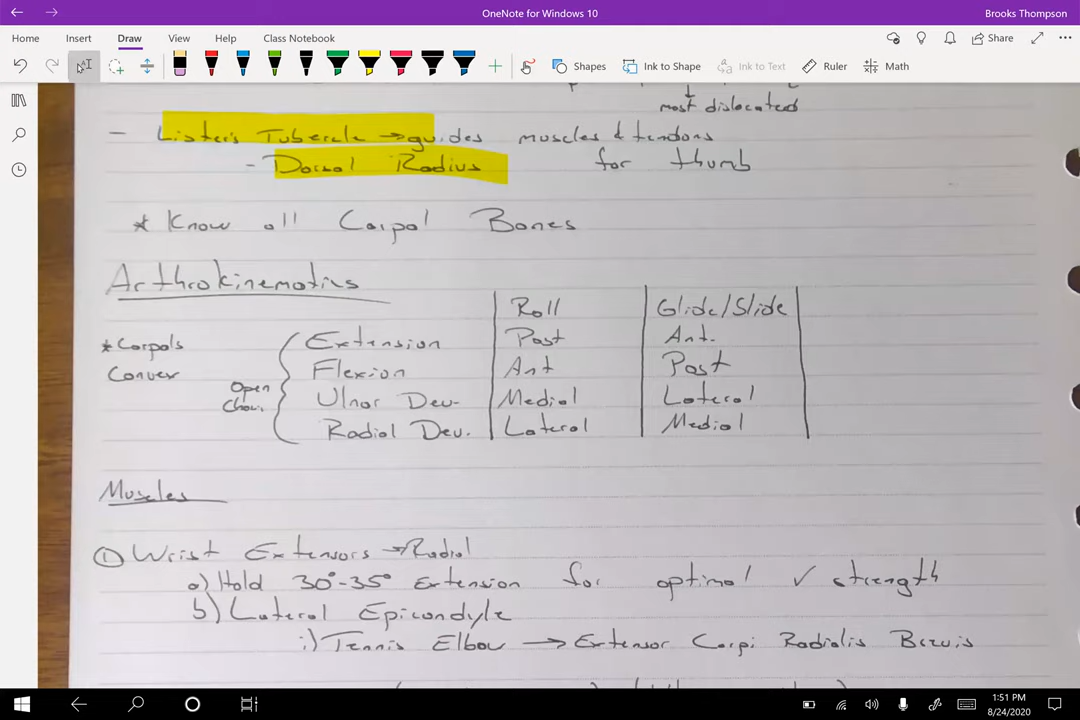 OneNote for Windows 10
Brooks Thompson
Home Insert Draw View Help Class Notebook
Share
Shapes Ink to Shape Ink to Text Ruler Math
most dislocated
- Lister's Tubercle → guides muscles & tendons
- Dorsal Radius for thumb
* Know all Carpal Bones
Arthrokinematics
Roll Glide/Slide
* Carpals Extension Post Ant.
Convex Flexion Ant Post
Open Ulnar Dev. Medial Lateral
Chain Radial Dev. Lateral Medial
Muscles
① Wrist Extensors → Radial
a) Hold 30°-35° Extension for optimal ✓ strength
b) Lateral Epicondyle
i) Tennis Elbow → Extensor Carpi Radialis Brevis
1:51 PM
8/24/2020